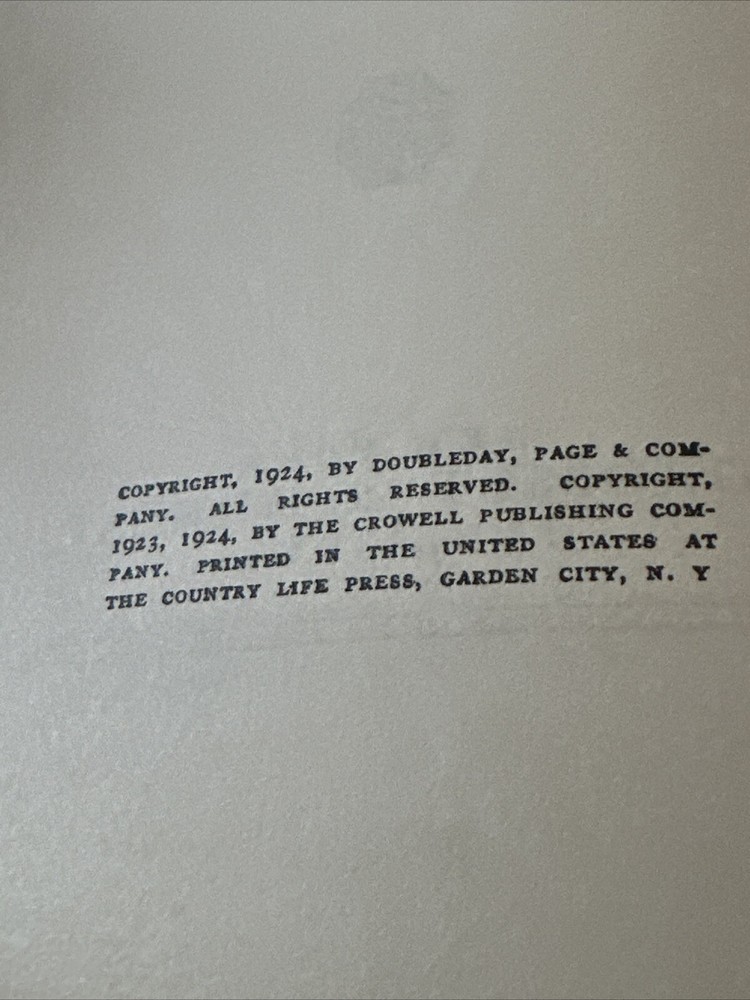 COPYRIGHT, 1924, BY DOUBLEDAY, PAGE & COM-
PANY. ALL RIGHTS RESERVED. COPYRIGHT,
1923, 1924, BY THE CROWELL PUBLISHING COM-
PANY. PRINTED IN THE UNITED STATES AT
THE COUNTRY LIFE PRESS, GARDEN CITY, N. Y